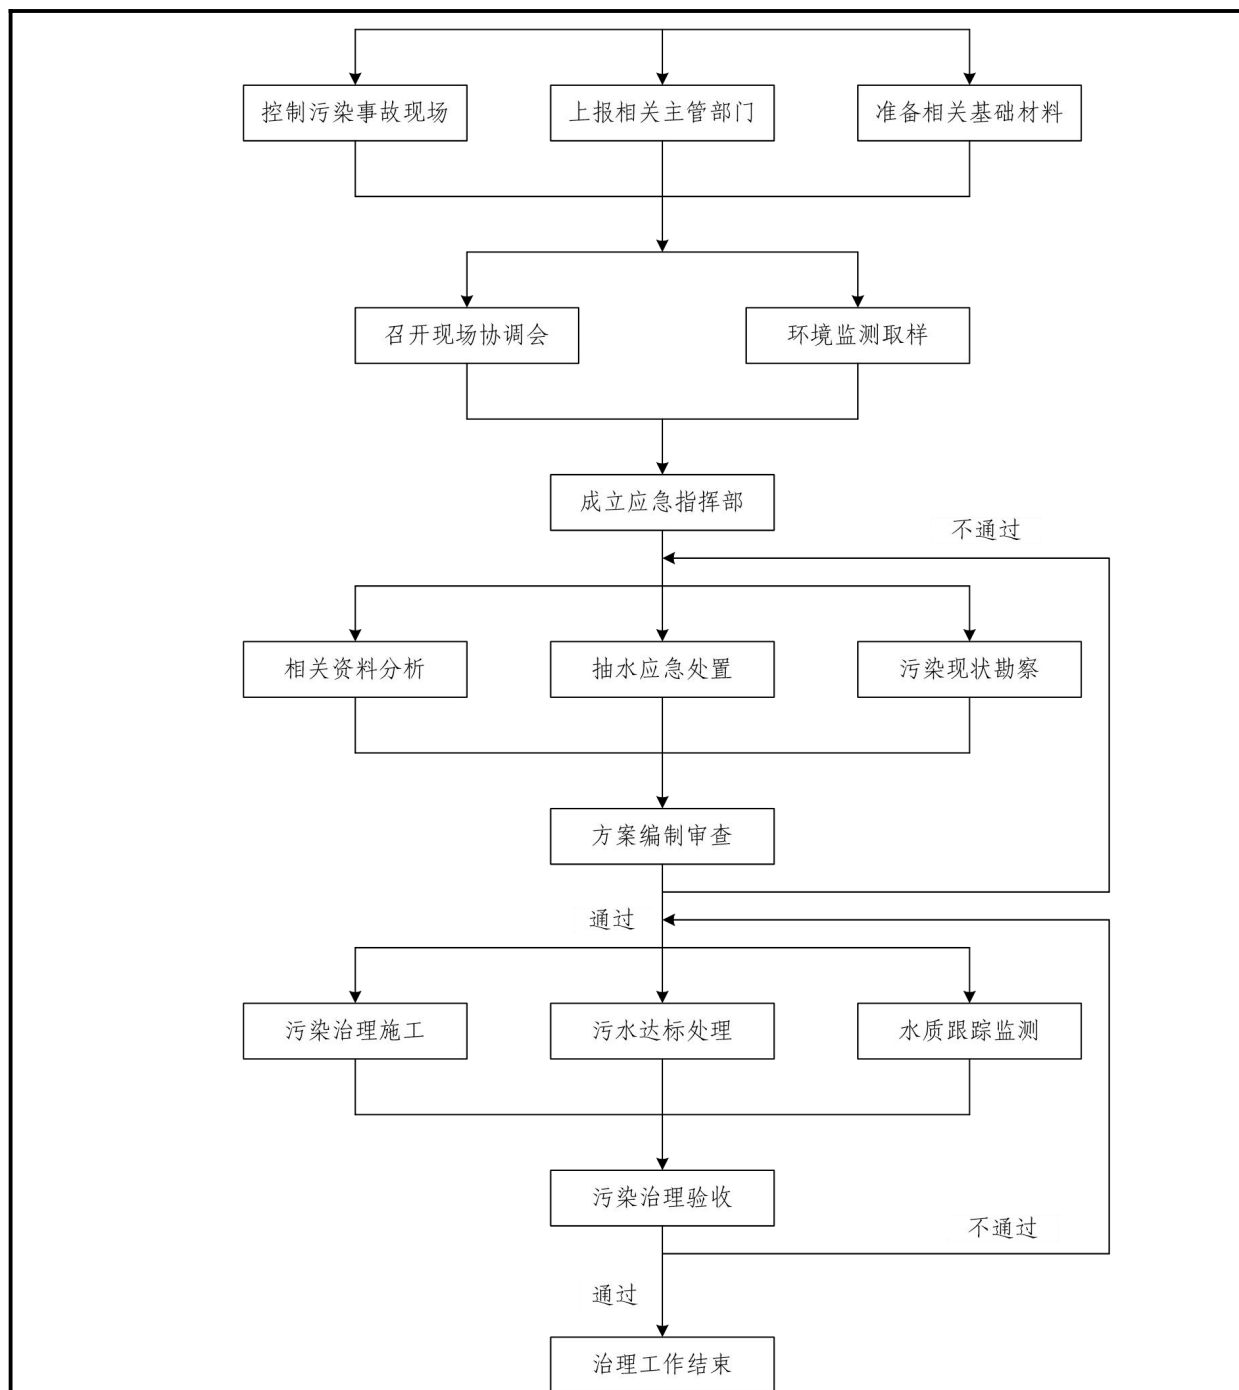 控制污染事故现场
上报相关主管部门
准备相关基础材料
召开现场协调会
环境监测取样
成立应急指挥部
不通过
相关资料分析
抽水应急处置
污染现状勘察
方案编制审查
通过
污染治理施工
污水达标处理
水质跟踪监测
污染治理验收
不通过
通过
治理工作结束